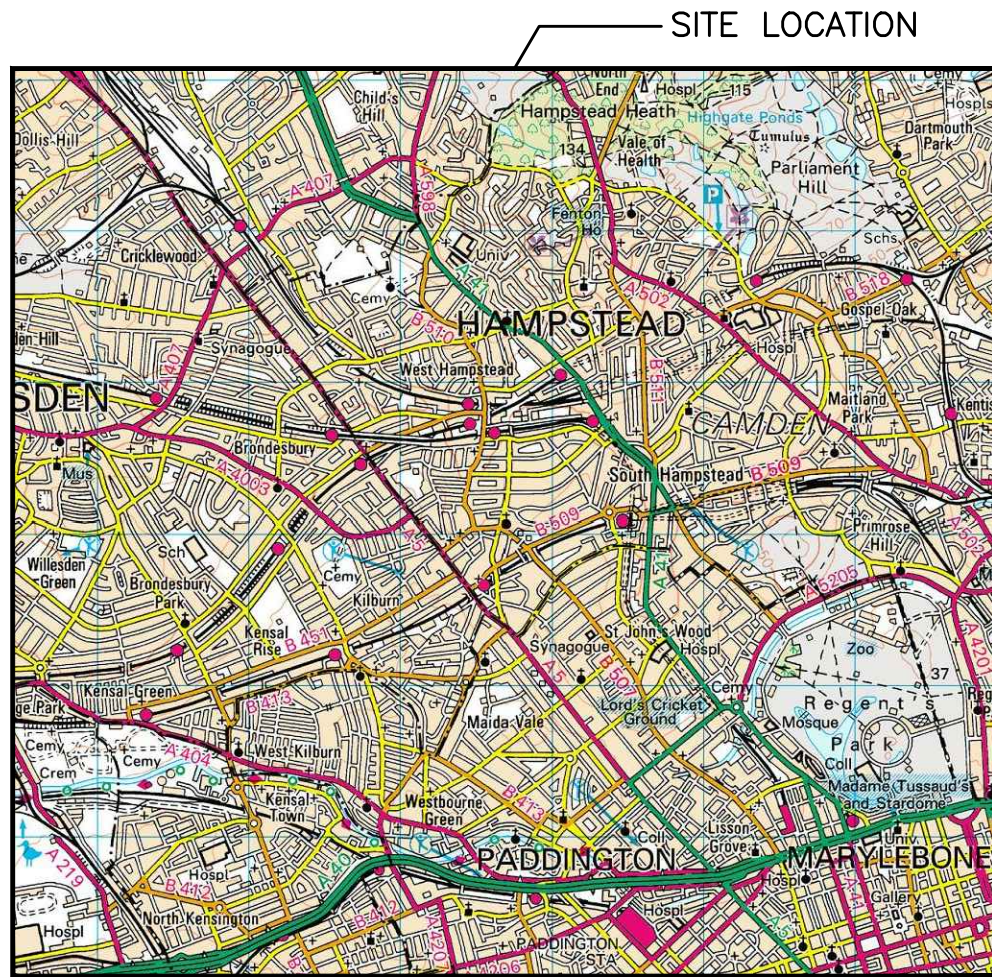 SITE LOCATION
North
End
Hospl
115
Cemy
Hospls
Child's
Hill
Hampstead Heath
Highgate Ponds
Tumulus
Dartmouth
Park
Dollis Hill
134
Vale of
Health
Parliament
Hill
A 407
A 598
P
Fenton
Ho
Cricklewood
Univ
Schs
A 41
Cemy
A 502
B 518
Gospel Oak
B 510
HAMPSTEAD
Synagogue
Hospl
A 407
West Hampstead
B 511
SDEN
Maitland
Park
CAMDEN
Brondesbury
Mus
A 4003
South Hampstead
B 509
B 509
A 5
Primrose
Hill
A 502
Sch
Willesden
Green
Cemy
A 41
A 5205
Brondesbury
Park
Kilburn
Kensal
Rise
B 451
St John's Wood
Synagogue
Hospl
Zoo
A 4201
A 5
B 507
37
Kensal Green
B 413
Cemy
Lord's Cricket
Ground
Regent's
Maida Vale
Mosque
Park
Cemy
Cemy
A 404
West Kilburn
Coll
Crem
Madame Tussaud's
and Stardome
Kensal
Town
Westbourne
Green
B 413
Coll
Lisson
Grove
Univ
A 219
A 40
PADDINGTON
MARYLEBONE
Hospl
Hospl
B 412
A 41
Gallery
North Kensington
Hospl
Hospl
B 412
A 4207
A 5
PADDINGTON
STA